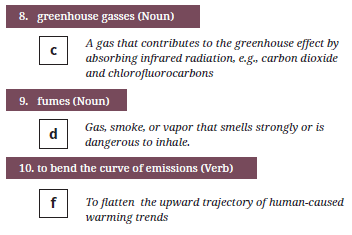 8. greenhouse gasses (Noun)
c
A gas that contributes to the greenhouse effect by
absorbing infrared radiation, e.g., carbon dioxide
and chlorofluorocarbons
9. fumes (Noun)
d
Gas, smoke, or vapor that smells strongly or is
dangerous to inhale.
10. to bend the curve of emissions (Verb)
f
To flatten the upward trajectory of human-caused
warming trends